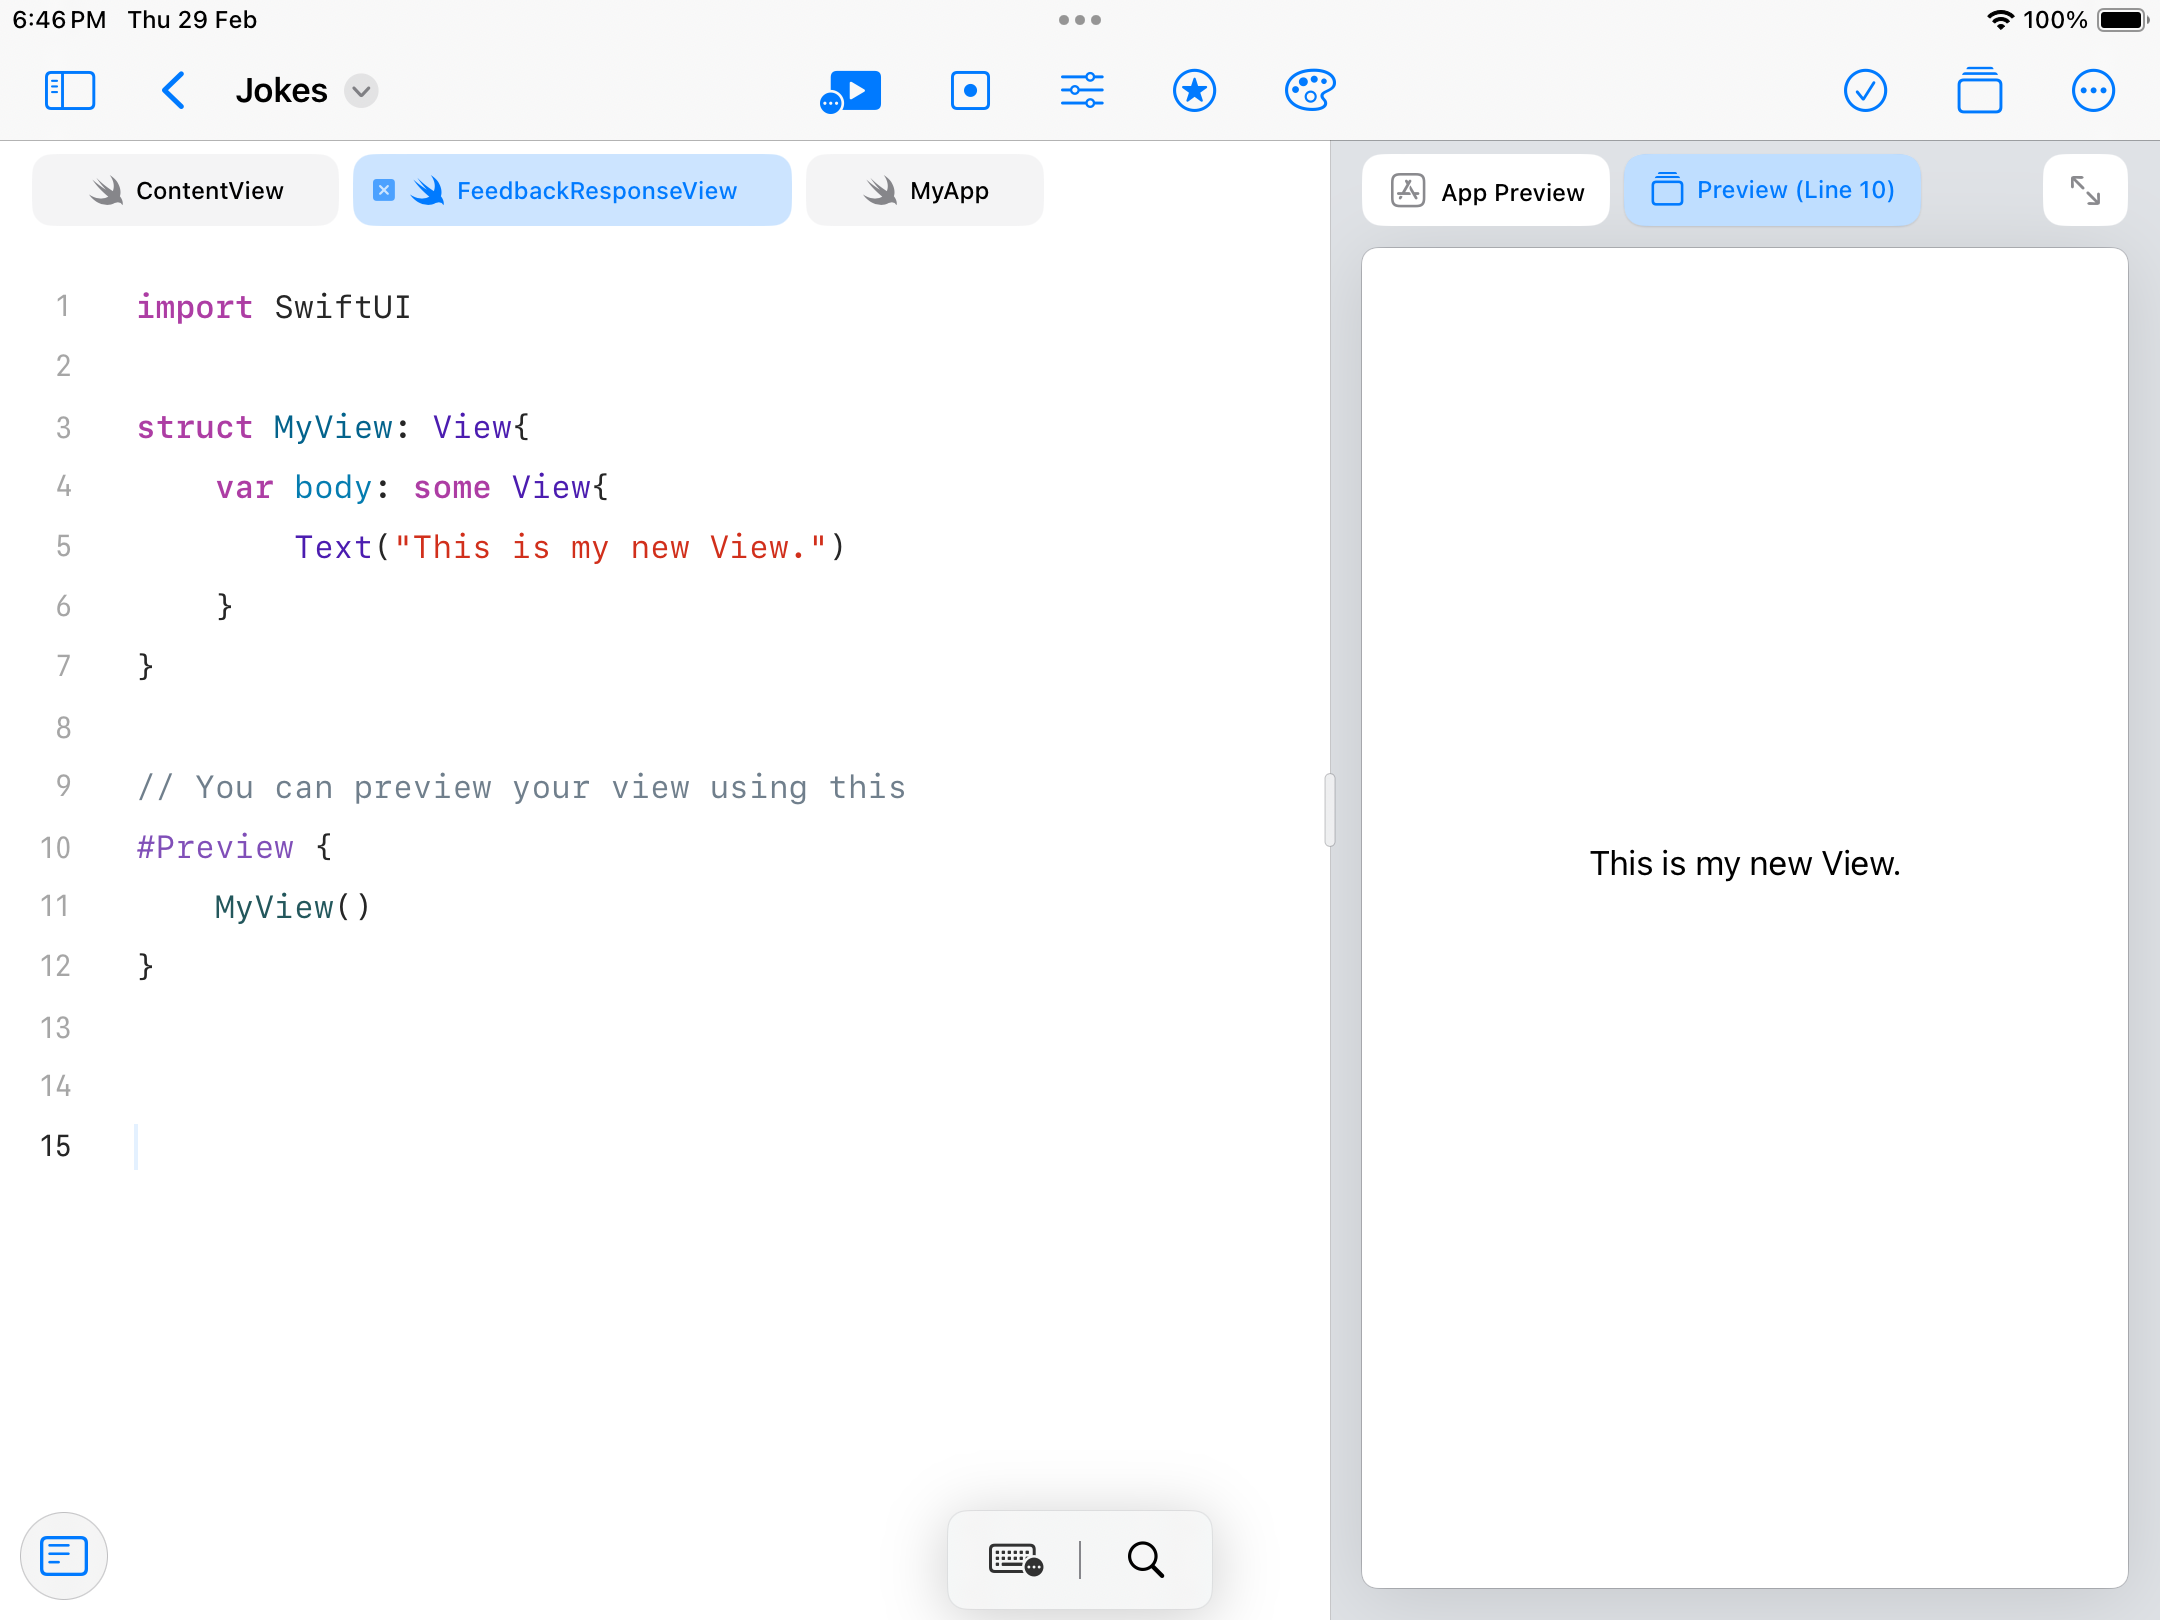 6:46 PM Thu 29 Feb 100%
Jokes
ContentView FeedbackResponseView MyApp App Preview Preview (Line 10)
1 import SwiftUI
2
3 struct MyView: View{
4 var body: some View{
5 Text("This is my new View.")
6 }
7 }
8
9 // You can preview your view using this
10 #Preview {
11 MyView()
12 }
13
14
15
This is my new View.